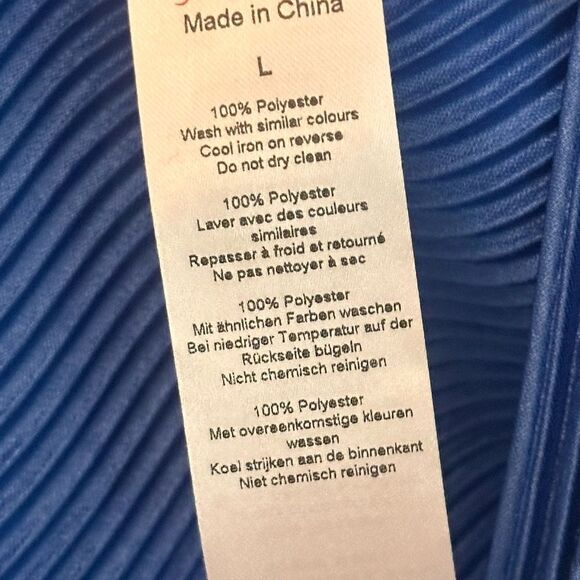 Made in China
L
100% Polyester
Wash with similar colours
Cool iron on reverse
Do not dry clean
100% Polyester
Laver avec des couleurs
similaires
Repasser à froid et retourné
Ne pas nettoyer à sec
100% Polyester
Mit ähnlichen Farben waschen
Bei niedriger Temperatur auf der
Rückseite bügeln
Nicht chemisch reinigen
100% Polyester
Met overeenkomstige kleuren
wassen
Koel strijken aan de binnenkant
Niet chemisch reinigen